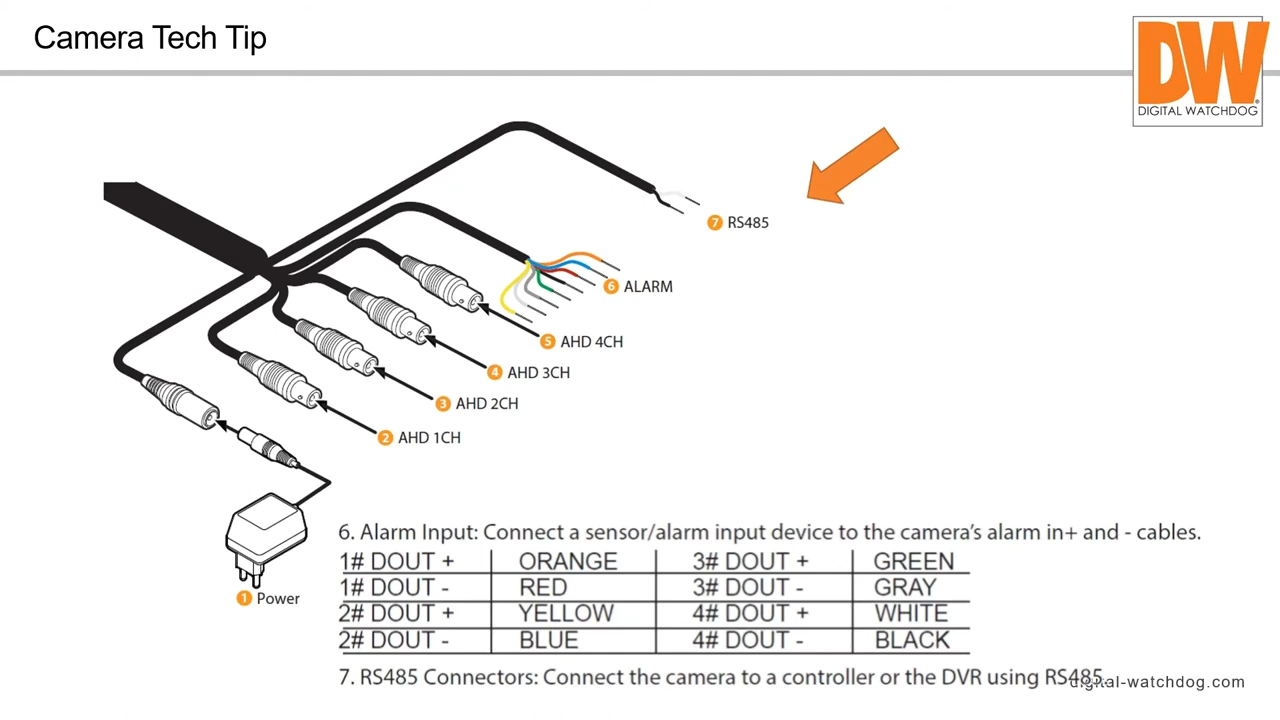 Camera Tech Tip
DW
DIGITAL WATCHDOG
7 RS485
6 ALARM
5 AHD 4CH
4 AHD 3CH
3 AHD 2CH
2 AHD 1CH
1 Power
6. Alarm Input: Connect a sensor/alarm input device to the camera's alarm in+ and - cables.
1# DOUT + ORANGE 3# DOUT + GREEN
1# DOUT - RED 3# DOUT - GRAY
2# DOUT + YELLOW 4# DOUT + WHITE
2# DOUT - BLUE 4# DOUT - BLACK
7. RS485 Connectors: Connect the camera to a controller or the DVR using RS485.
digital-watchdog.com